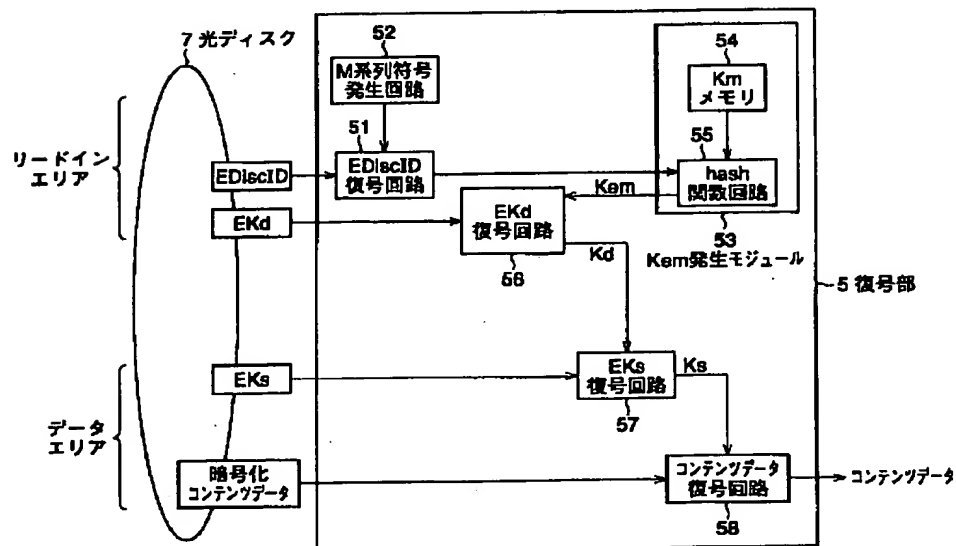 7 光ディスク
リードイン
エリア
EDiscID
EKd
データ
エリア
EKs
暗号化
コンテンツデータ
52
M系列符号
発生回路
51
EDiscID
復号回路
54
Km
メモリ
55
hash
関数回路
53
Kem発生モジュール
Kem
EKd
復号回路
56
Kd
5 復号部
EKs
復号回路
57
Ks
コンテンツデータ
復号回路
58
コンテンツデータ